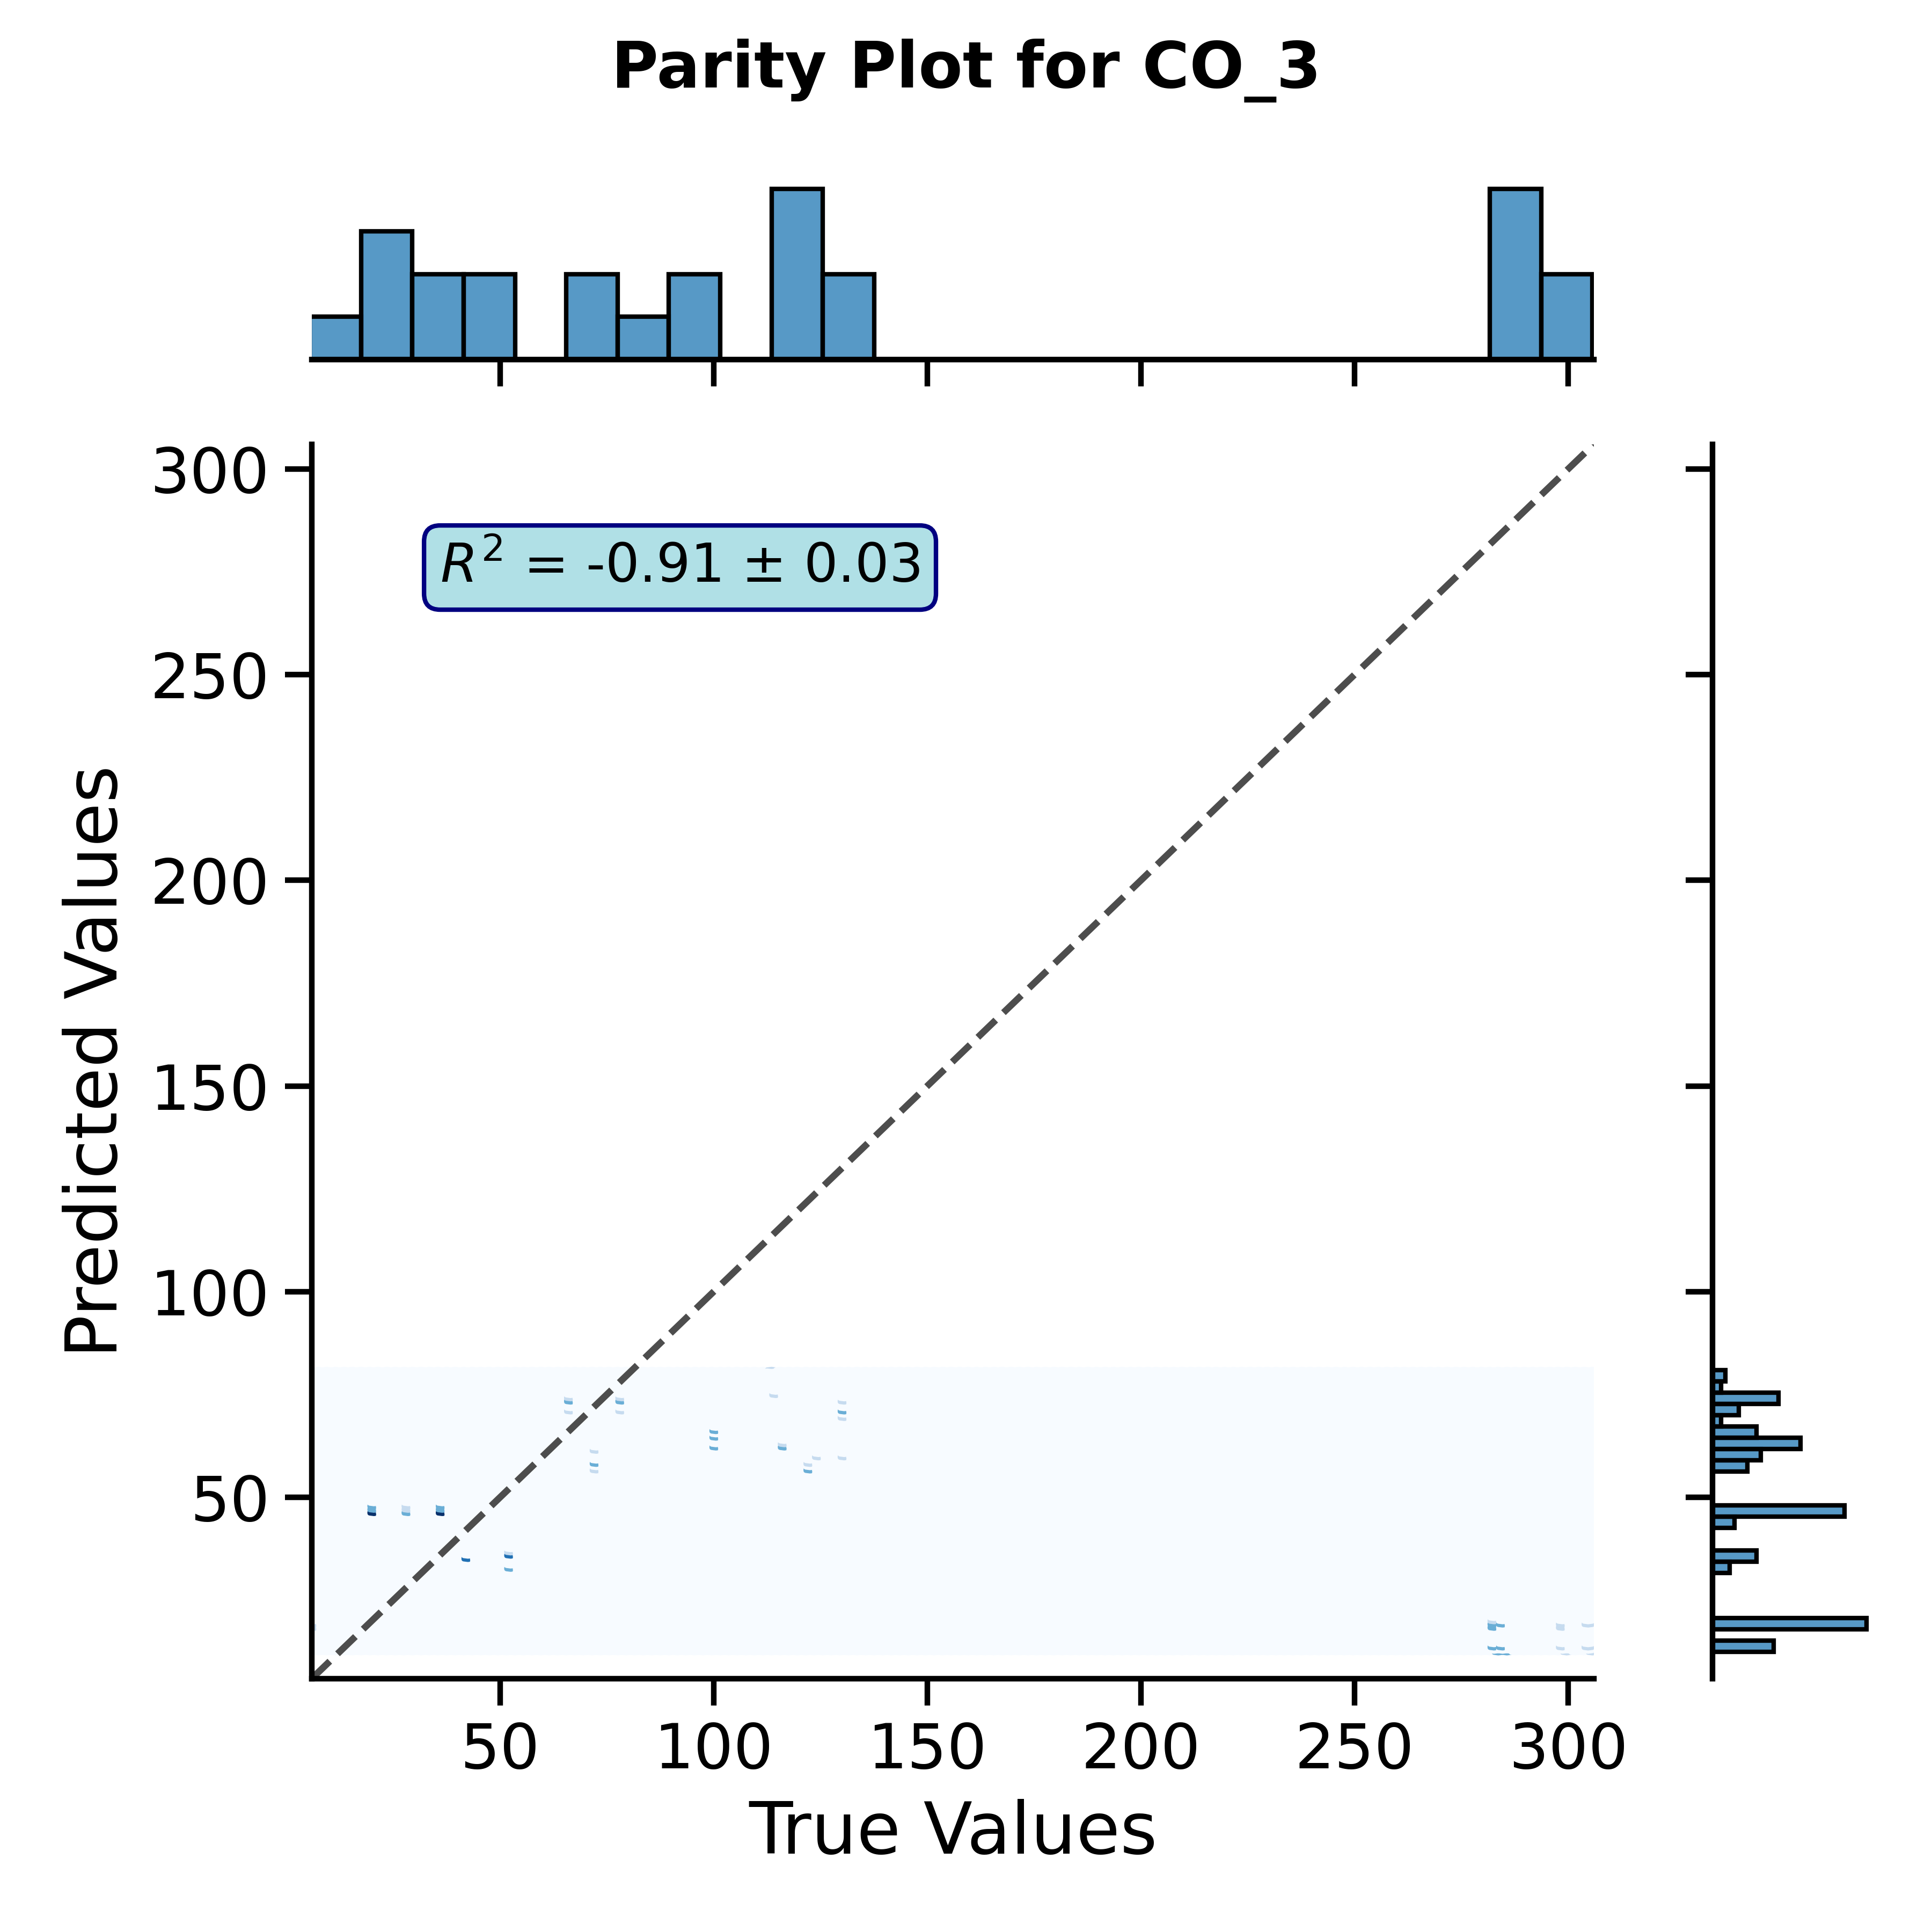 Parity Plot for CO_3
R² = -0.91 ± 0.03
Predicted Values
300
250
200
150
100
50
50 100 150 200 250 300
True Values